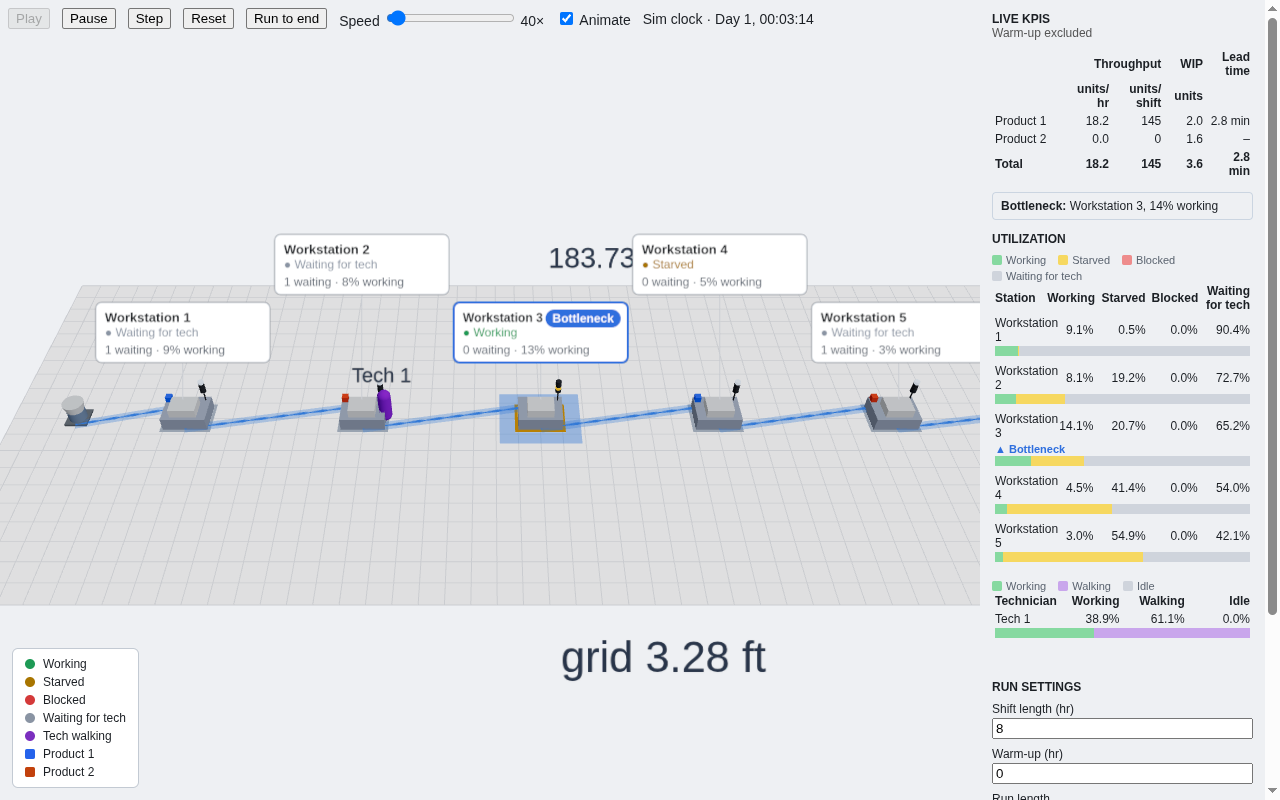 Play Pause Step Reset Run to end Speed 40× Animate Sim clock · Day 1, 00:03:14
Workstation 2
● Waiting for tech
1 waiting · 8% working
183.73
Workstation 4
● Starved
0 waiting · 5% working
Workstation 1
● Waiting for tech
1 waiting · 9% working
Workstation 3 Bottleneck
● Working
0 waiting · 13% working
Workstation 5
● Waiting for tech
1 waiting · 3% working
Tech 1
grid 3.28 ft
Working
Starved
Blocked
Waiting for tech
Tech walking
Product 1
Product 2
LIVE KPIS
Warm-up excluded
Throughput WIP Lead time
units/hr units/shift units
Product 1 18.2 145 2.0 2.8 min
Product 2 0.0 0 1.6 –
Total 18.2 145 3.6 2.8 min
Bottleneck: Workstation 3, 14% working
UTILIZATION
Working Starved Blocked
Waiting for tech
Station Working Starved Blocked Waiting for tech
Workstation 1 9.1% 0.5% 0.0% 90.4%
Workstation 2 8.1% 19.2% 0.0% 72.7%
Workstation 3 14.1% 20.7% 0.0% 65.2%
▲ Bottleneck
Workstation 4 4.5% 41.4% 0.0% 54.0%
Workstation 5 3.0% 54.9% 0.0% 42.1%
Working Walking Idle
Technician Working Walking Idle
Tech 1 38.9% 61.1% 0.0%
RUN SETTINGS
Shift length (hr)
8
Warm-up (hr)
0
Run length